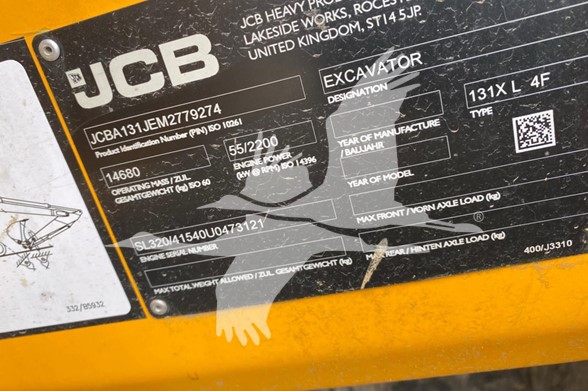 JCB
JCB HEAVY PROD
LAKESIDE WORKS, ROCEST
UNITED KINGDOM, ST14 5JP.
JCBA131JEM2779274
Product Identification Number (PIN) ISO 10261
EXCAVATOR
DESIGNATION
131X L 4F
TYPE
14680
OPERATING MASS / ZUL.
GESAMTGEWICHT (kg) ISO 60
55/2200
ENGINE POWER
(kW @ RPM) ISO 14396
YEAR OF MANUFACTURE
/ BAUJAHR
YEAR OF MODEL
SL320/41540U0473121
ENGINE SERIAL NUMBER
MAX FRONT / VORN AXLE LOAD (kg)
MAX TOTAL WEIGHT ALLOWED / ZUL. GESAMTGEWICHT (kg)
MAX REAR / HINTEN AXLE LOAD (kg)
400/J3310
332/B5932
®